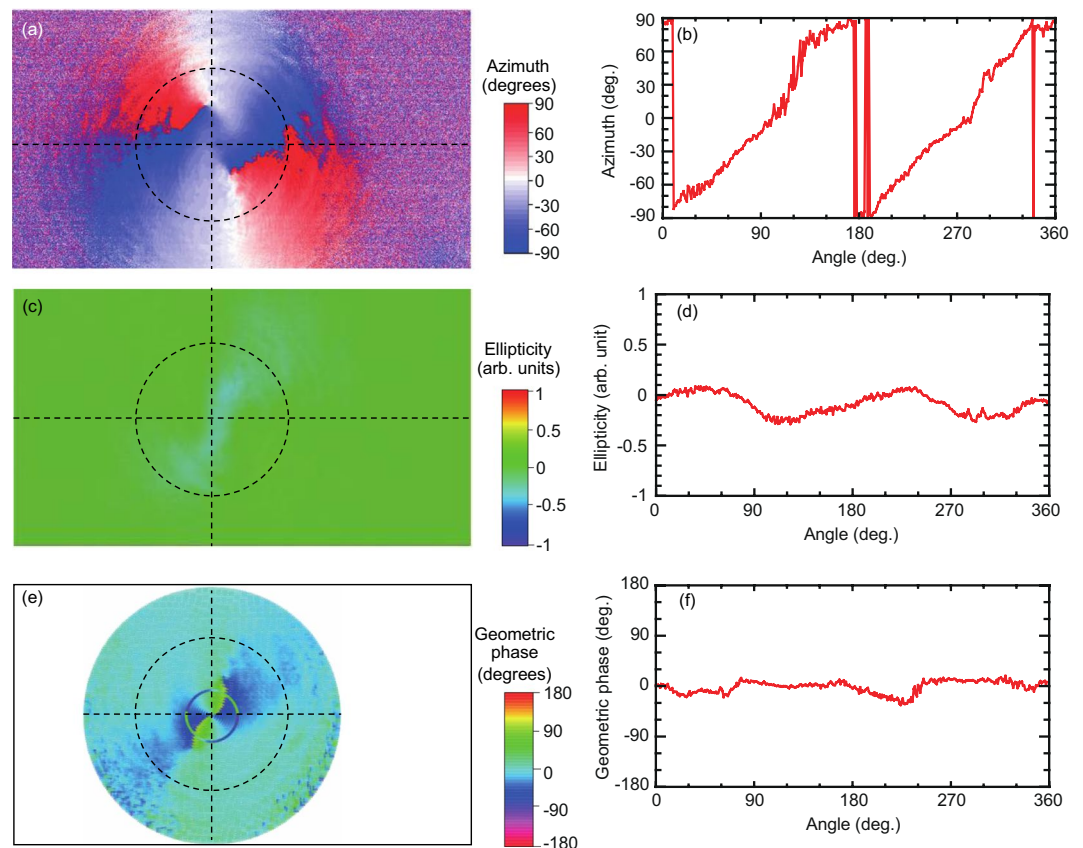 (a)
Azimuth
(degrees)
90
60
30
0
-30
-60
-90
(b)
Azimuth (deg.)
90
60
30
0
-30
-60
-90
0
90
180
270
360
Angle (deg.)
(c)
Ellipticity
(arb. units)
1
0.5
0
-0.5
-1
(d)
Ellipticity (arb. unit)
1
0.5
0
-0.5
-1
0
90
180
270
360
Angle (deg.)
(e)
Geometric
phase
(degrees)
180
90
0
-90
-180
(f)
Geometric phase (deg.)
180
90
0
-90
-180
0
90
180
270
360
Angle (deg.)